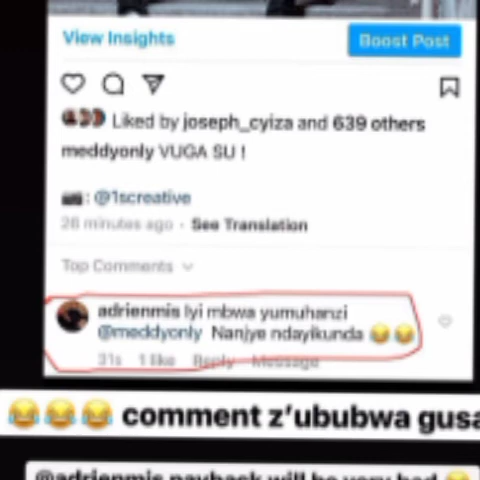 View Insights
Boost Post
Liked by joseph_cyiza and 639 others
meddyonly VUGA SU !
: @1screative
26 minutes ago · See Translation
Top Comments
adrienmis Iyi mbwa yumuhanzi
@meddyonly Nanjye ndayikunda 😂😂
31s 1 like Reply Message
😂😂😂 comment z'ububwa gusa
@adrienmis payback will be very bad